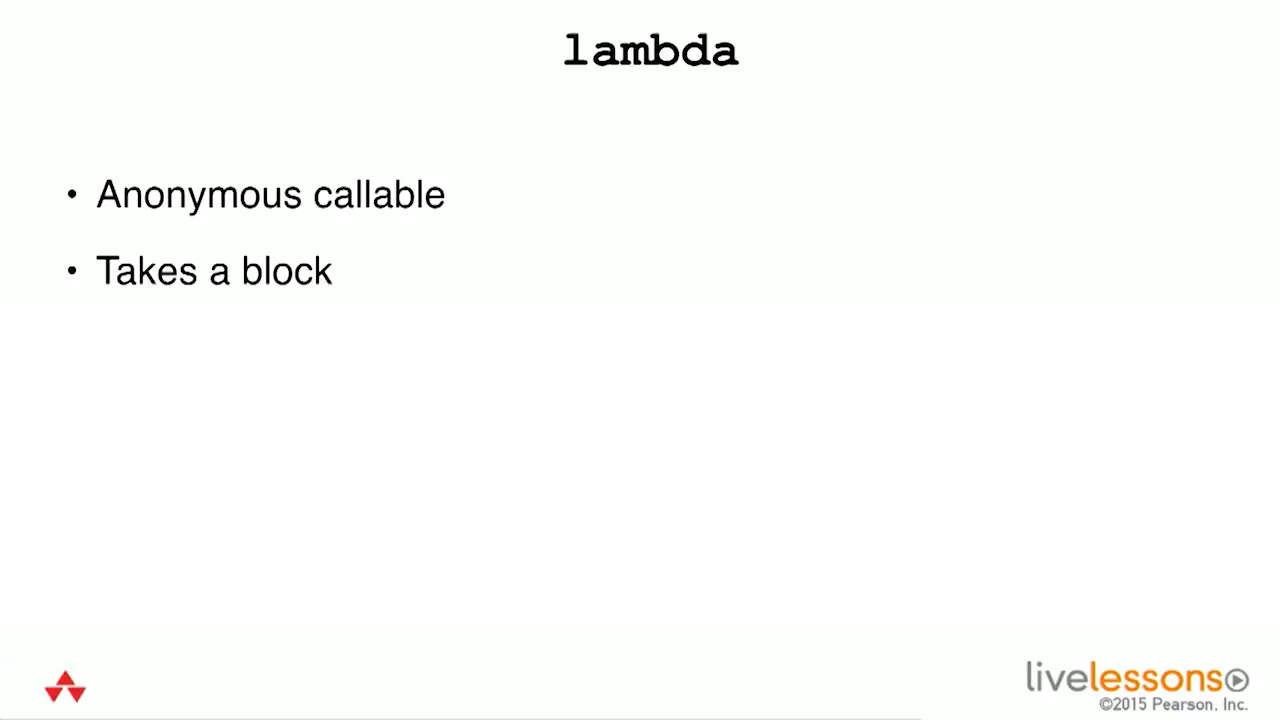 lambda
• Anonymous callable
• Takes a block
livelessons
©2015 Pearson, Inc.